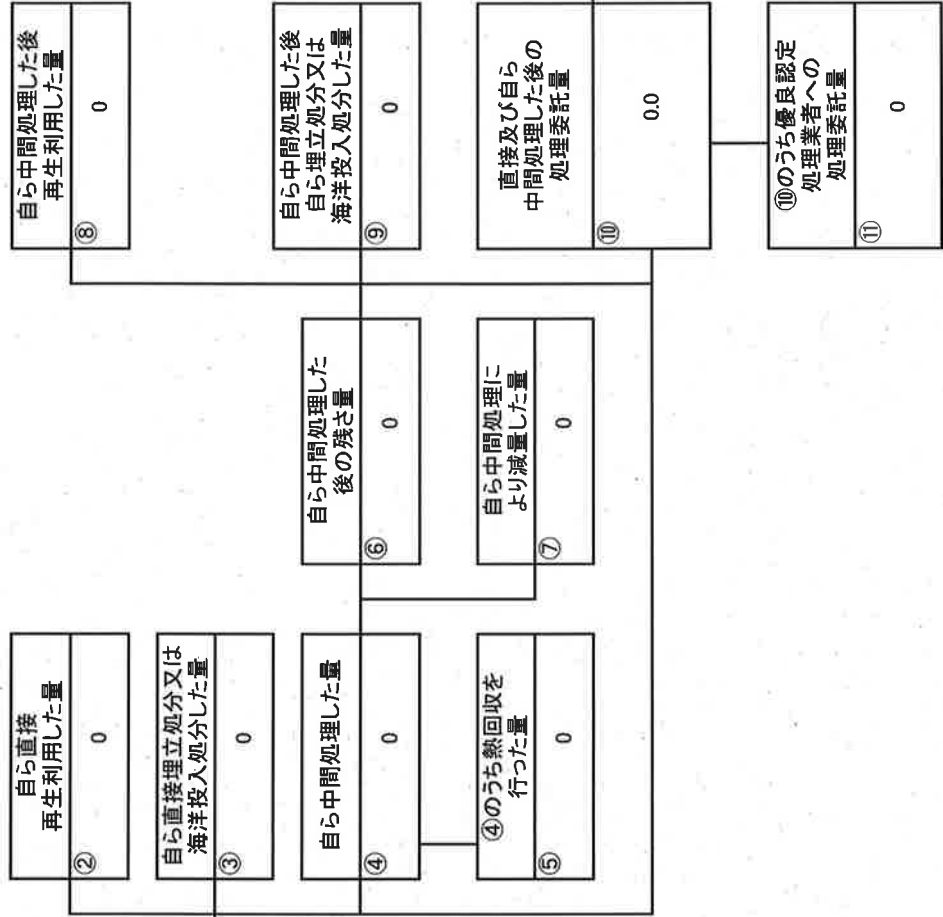 自ら直接
再生利用した量
②
0
自ら直接埋立処分又は
海洋投入処分した量
③
0
自ら中間処理した量
④
0
④のうち熱回収を
行った量
⑤
0
自ら中間処理した
後の残さ量
⑥
0
自ら中間処理に
より減量した量
⑦
0
自ら中間処理した後
再生利用した量
⑧
0
自ら中間処理した後
自ら埋立処分又は
海洋投入処分した量
⑨
0
直接及び自ら
中間処理した後の
処理委託量
⑩
0.0
⑩のうち優良認定
処理業者への
処理委託量
⑪
0